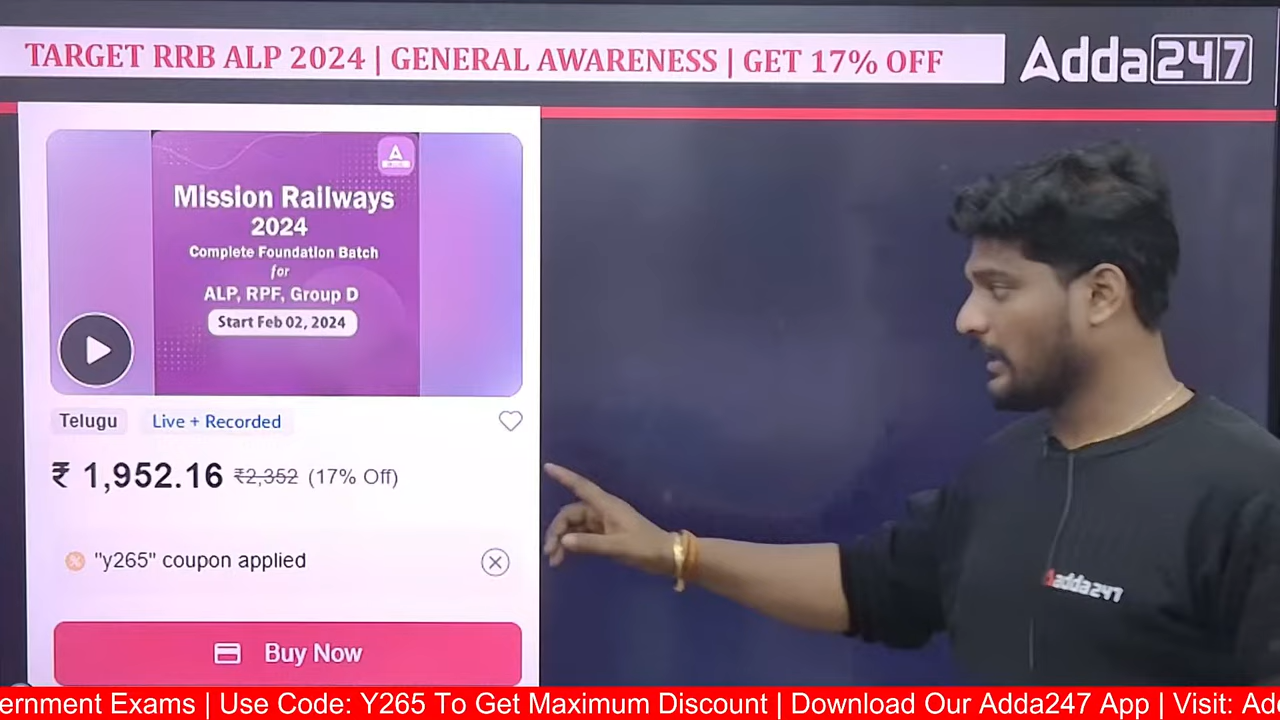 TARGET RRB ALP 2024 | GENERAL AWARENESS | GET 17% OFF
Adda247
Mission Railways
2024
Complete Foundation Batch
for
ALP, RPF, Group D
Start Feb 02, 2024
Telugu
Live + Recorded
₹ 1,952.16 ₹2,352 (17% Off)
"y265" coupon applied
Buy Now
adda247
ernment Exams | Use Code: Y265 To Get Maximum Discount | Download Our Adda247 App | Visit: Ad